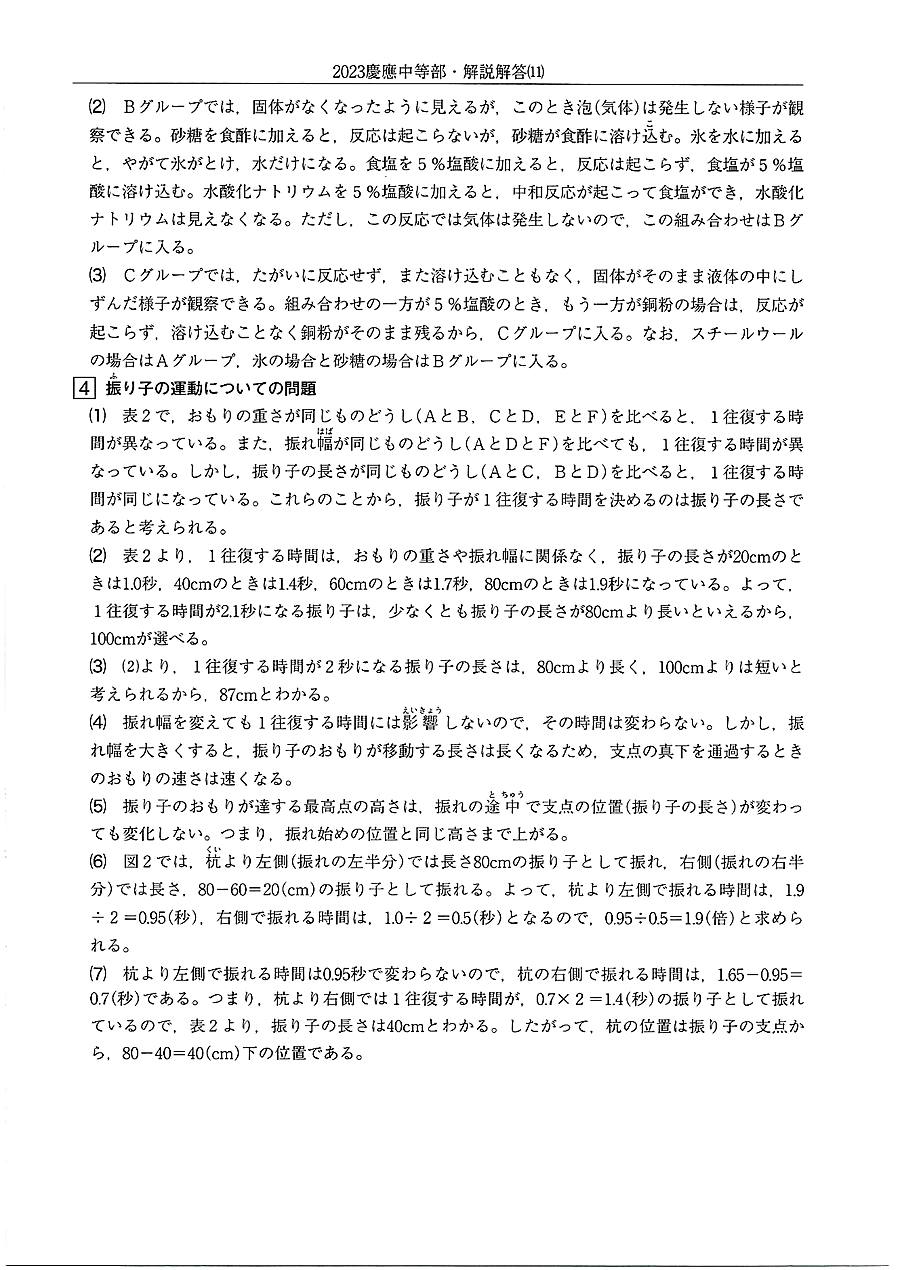 2023慶應中等部・解説解答⑾
⑵　Ｂグループでは，固体がなくなったように見えるが，このとき泡(気体)は発生しない様子が観
察できる。砂糖を食酢に加えると，反応は起こらないが，砂糖が食酢に溶け込む。氷を水に加える
と，やがて氷がとけ，水だけになる。食塩を５％塩酸に加えると，反応は起こらず，食塩が５％塩
酸に溶け込む。水酸化ナトリウムを５％塩酸に加えると，中和反応が起こって食塩ができ，水酸化
ナトリウムは見えなくなる。ただし，この反応では気体は発生しないので，この組み合わせはＢグ
ループに入る。
⑶　Ｃグループでは，たがいに反応せず，また溶け込むこともなく，固体がそのまま液体の中にし
ずんだ様子が観察できる。組み合わせの一方が５％塩酸のとき，もう一方が銅粉の場合は，反応が
起こらず，溶け込むことなく銅粉がそのまま残るから，Ｃグループに入る。なお，スチールウール
の場合はＡグループ，氷の場合と砂糖の場合はＢグループに入る。
4　振り子の運動についての問題
⑴　表２で，おもりの重さが同じものどうし(ＡとＢ，ＣとＤ，ＥとＦ)を比べると，１往復する時
間が異なっている。また，振れ幅が同じものどうし(ＡとＤとＦ)を比べても，１往復する時間が異
なっている。しかし，振り子の長さが同じものどうし(ＡとＣ，ＢとＤ)を比べると，１往復する時
間が同じになっている。これらのことから，振り子が１往復する時間を決めるのは振り子の長さで
あると考えられる。
⑵　表２より，１往復する時間は，おもりの重さや振れ幅に関係なく，振り子の長さが20cmのと
きは1.0秒，40cmのときは1.4秒，60cmのときは1.7秒，80cmのときは1.9秒になっている。よって，
１往復する時間が2.1秒になる振り子は，少なくとも振り子の長さが80cmより長いといえるから，
100cmが選べる。
⑶　⑵より，１往復する時間が２秒になる振り子の長さは，80cmより長く，100cmよりは短いと
考えられるから，87cmとわかる。
⑷　振れ幅を変えても１往復する時間には影響しないので，その時間は変わらない。しかし，振
れ幅を大きくすると，振り子のおもりが移動する長さは長くなるため，支点の真下を通過するとき
のおもりの速さは速くなる。
⑸　振り子のおもりが達する最高点の高さは，振れの途中で支点の位置(振り子の長さ)が変わっ
ても変化しない。つまり，振れ始めの位置と同じ高さまで上がる。
⑹　図２では，杭より左側(振れの左半分)では長さ80cmの振り子として振れ，右側(振れの右半
分)では長さ，80−60＝20(cm)の振り子として振れる。よって，杭より左側で振れる時間は，1.9
÷２＝0.95(秒)，右側で振れる時間は，1.0÷２＝0.5(秒)となるので，0.95÷0.5＝1.9(倍)と求めら
れる。
⑺　杭より左側で振れる時間は0.95秒で変わらないので，杭の右側で振れる時間は，1.65−0.95＝
0.7(秒)である。つまり，杭より右側では１往復する時間が，0.7×２＝1.4(秒)の振り子として振れ
ているので，表２より，振り子の長さは40cmとわかる。したがって，杭の位置は振り子の支点か
ら，80−40＝40(cm)下の位置である。